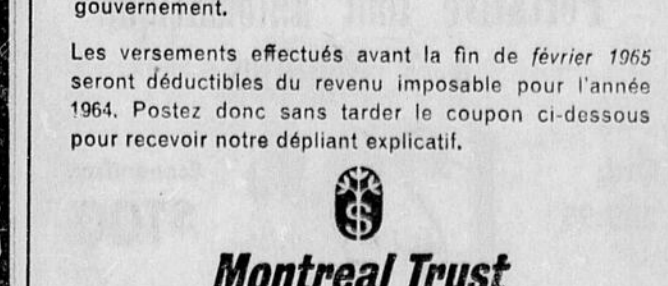 gouvernement.
Les versements effectués avant la fin de février 1965
seront déductibles du revenu imposable pour l'année
1964. Postez donc sans tarder le coupon ci-dessous
pour recevoir notre dépliant explicatif.
$
Montreal Trust